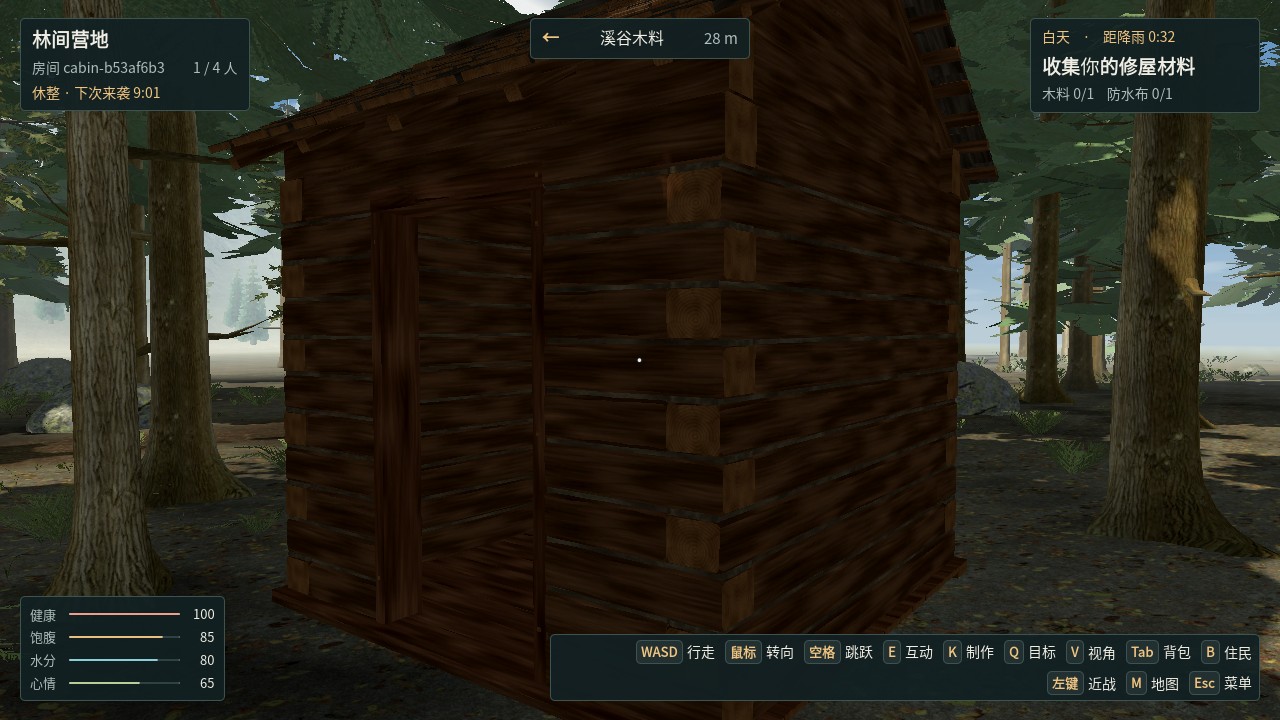 林间营地
房间 cabin-b53af6b3 1 / 4 人
休整 · 下次来袭 9:01
← 溪谷木料 28 m
白天 · 距降雨 0:32
收集你的修屋材料
木料 0/1 防水布 0/1
健康 100
饱腹 85
水分 80
心情 65
WASD 行走 鼠标 转向 空格 跳跃 E 互动 K 制作 Q 目标 V 视角 Tab 背包 B 住民
左键 近战 M 地图 Esc 菜单